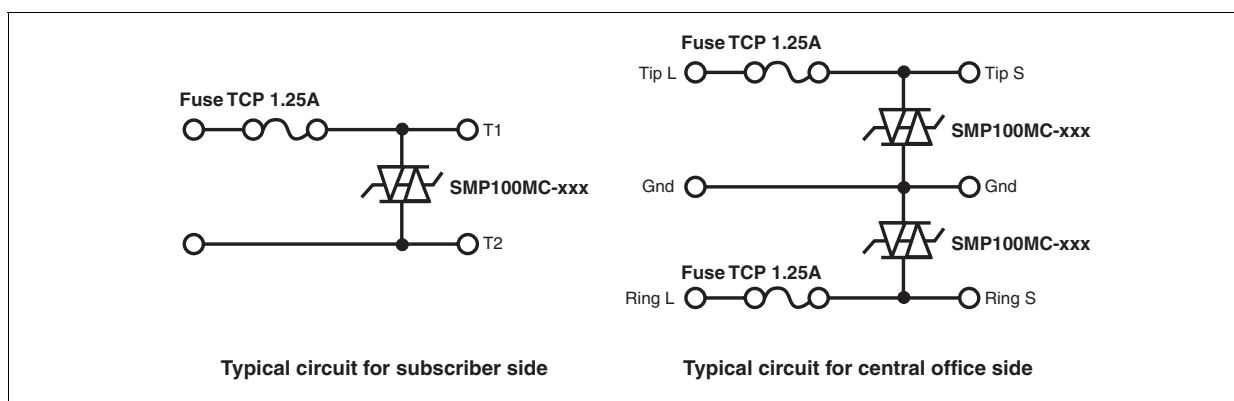 Fuse TCP 1.25A
T1
SMP100MC-xxx
T2
Typical circuit for subscriber side
Fuse TCP 1.25A
Tip L
Tip S
SMP100MC-xxx
Gnd
Gnd
SMP100MC-xxx
Fuse TCP 1.25A
Ring L
Ring S
Typical circuit for central office side